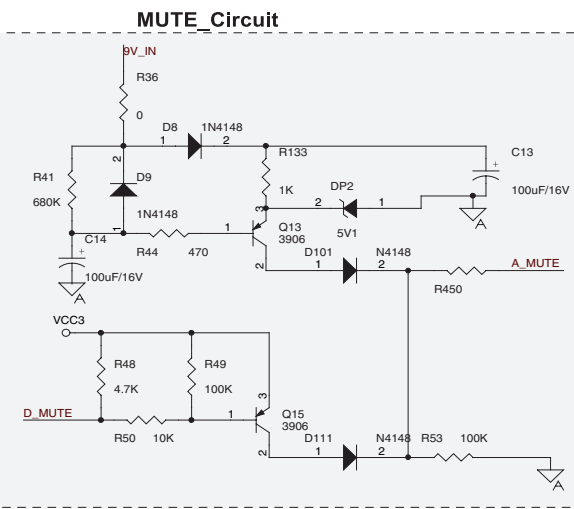 MUTE_Circuit
9V_IN
R36
0
D8 1N4148
1 2
R41
680K
2
D9
1N4148
1
R133
1K
C13
+
100uF/16V
DP2
2 1
5V1
3
C14
+
100uF/16V
R44 470
1
Q13
3906
2
A
A
D101 N4148
1 2
A_MUTE
R450
VCC3
R48
4.7K
R49
100K
D_MUTE
R50 10K
1
3
Q15
3906
2
D111 N4148
1 2
R53 100K
A